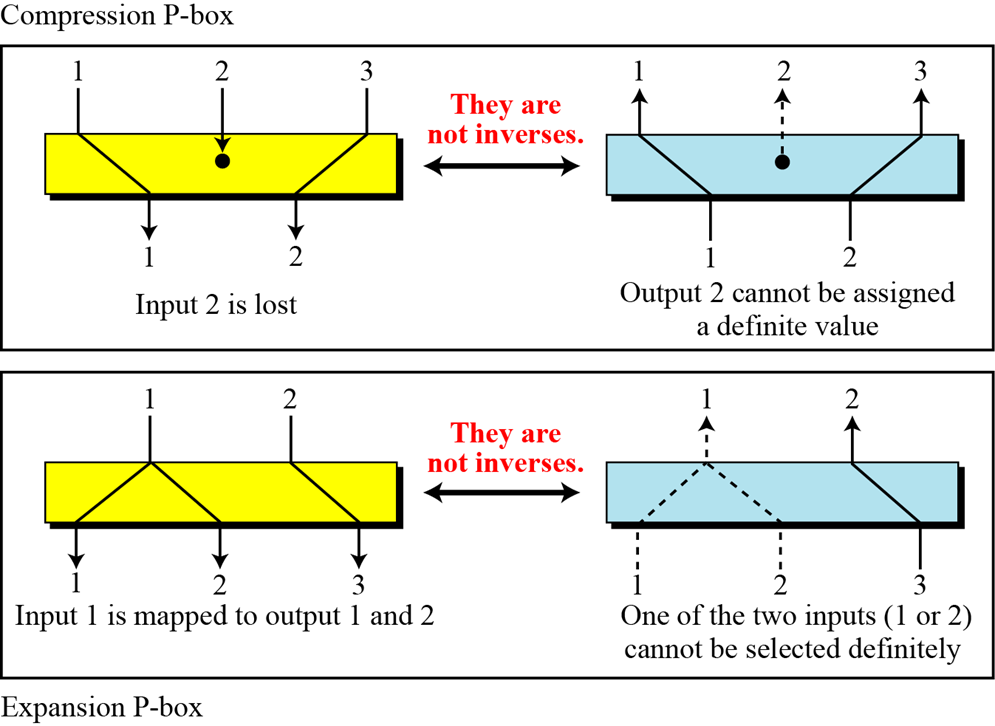 Compression P-box
1 2 3
1 2 3
They are
not inverses.
1 2
1 2
Input 2 is lost
Output 2 cannot be assigned
a definite value
1 2
1 2
They are
not inverses.
1 2 3
1 2 3
Input 1 is mapped to output 1 and 2
One of the two inputs (1 or 2)
cannot be selected definitely
Expansion P-box